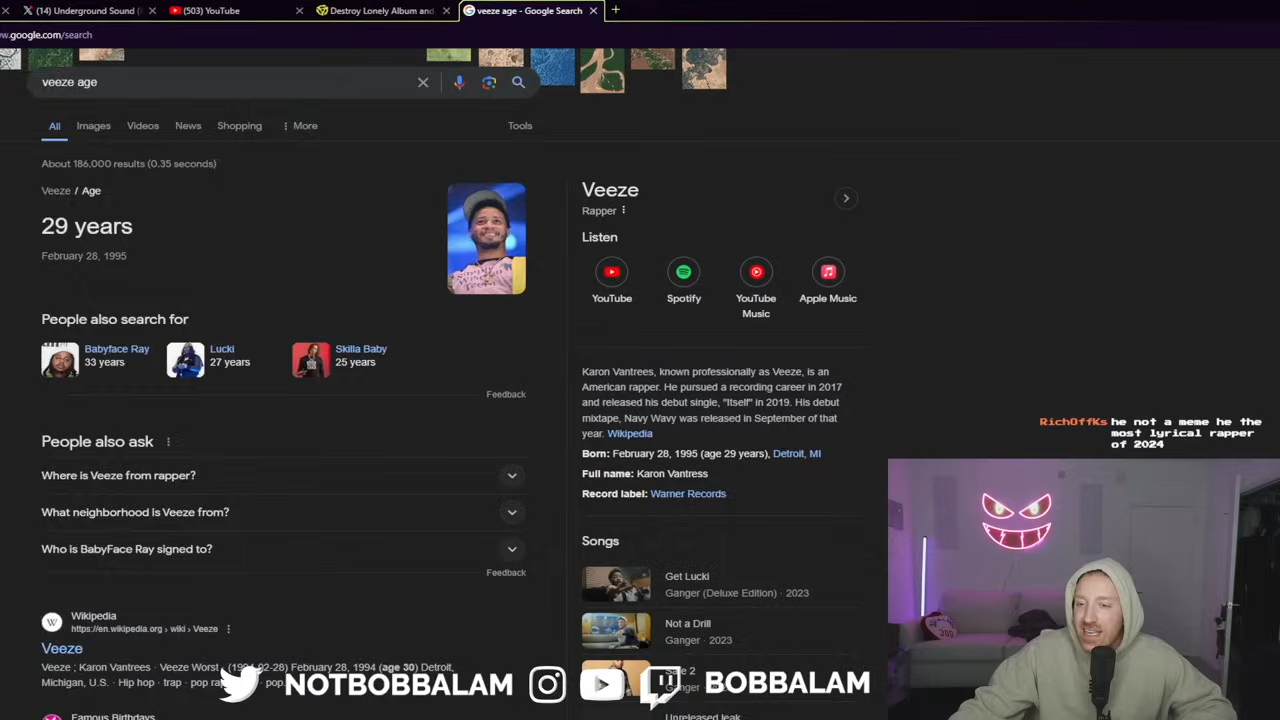 (14) Underground Sound (
(503) YouTube
Destroy Lonely Album and
veeze age - Google Search
ww.google.com/search
veeze age
All
Images
Videos
News
Shopping
More
Tools
About 186,000 results (0.35 seconds)
Veeze / Age
29 years
February 28, 1995
People also search for
Babyface Ray
33 years
Lucki
27 years
Skilla Baby
25 years
Feedback
People also ask
Where is Veeze from rapper?
What neighborhood is Veeze from?
Who is BabyFace Ray signed to?
Feedback
Wikipedia
https://en.wikipedia.org › wiki › Veeze
Veeze
Veeze ; Karon Vantrees · Veeze Worst · (1994-02-28) February 28, 1994 (age 30) Detroit,
Michigan, U.S. · Hip hop · trap · pop
Famous Birthdays
Veeze
Rapper
Listen
YouTube
Spotify
YouTube
Music
Apple Music
Karon Vantrees, known professionally as Veeze, is an
American rapper. He pursued a recording career in 2017
and released his debut single, "Itself" in 2019. His debut
mixtape, Navy Wavy was released in September of that
year. Wikipedia
Born: February 28, 1995 (age 29 years), Detroit, MI
Full name: Karon Vantress
Record label: Warner Records
Songs
Get Lucki
Ganger (Deluxe Edition) · 2023
Not a Drill
Ganger · 2023
Unreleased leak
RichOffKs he not a meme he the
most lyrical rapper
of 2024
300
NOTBOBBALAM
BOBBALAM